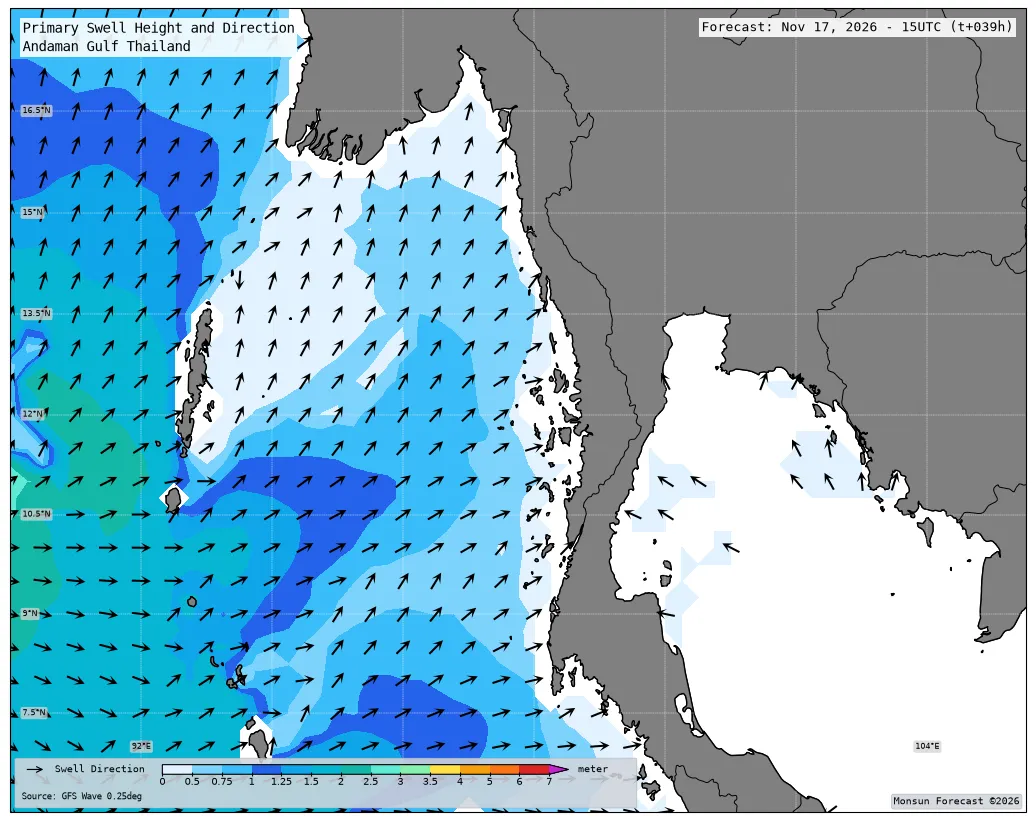 Primary Swell Height and Direction
Andaman Gulf Thailand
Forecast: Nov 17, 2026 - 15UTC (t+039h)
16.5°N
15°N
13.5°N
12°N
10.5°N
9°N
7.5°N
92°E
104°E
Swell Direction
0 0.5 0.75 1 1.25 1.5 2 2.5 3 3.5 4 5 6 7
meter
Source: GFS Wave 0.25deg
Monsun Forecast ©2026